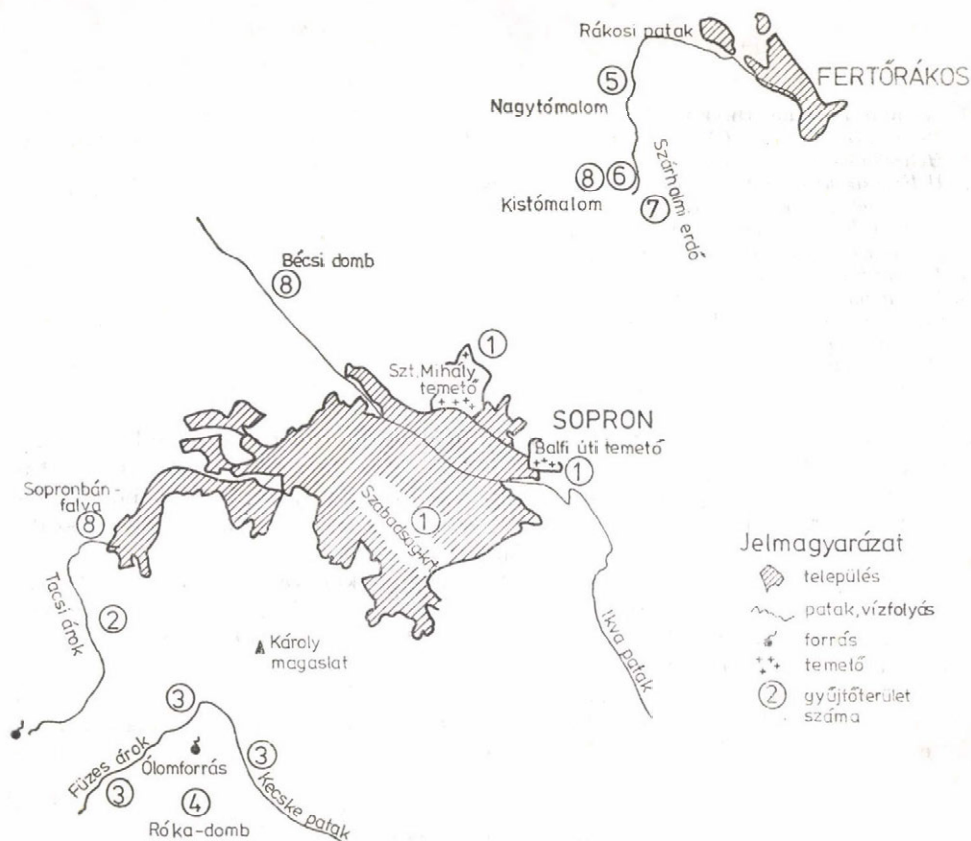 Rákosi patak
FERTŐRÁKOS
5
Nagytómalom
8 6
Kistómalom
7
Szárhalmi erdő
Bécsi domb
8
1
Szt. Mihály
temető
SOPRON
Balfi úti temető
1
Sopronbán-
falva
8
Szabadság-krt
1
Tacsi árok
2
Ikva patak
Károly
magaslat
3
Füzes árok
Ólomforrás
3
3
Kecske patak
4
Róka-domb
Jelmagyarázat
település
patak, vízfolyás
forrás
temető
2 gyűjtőterület
száma